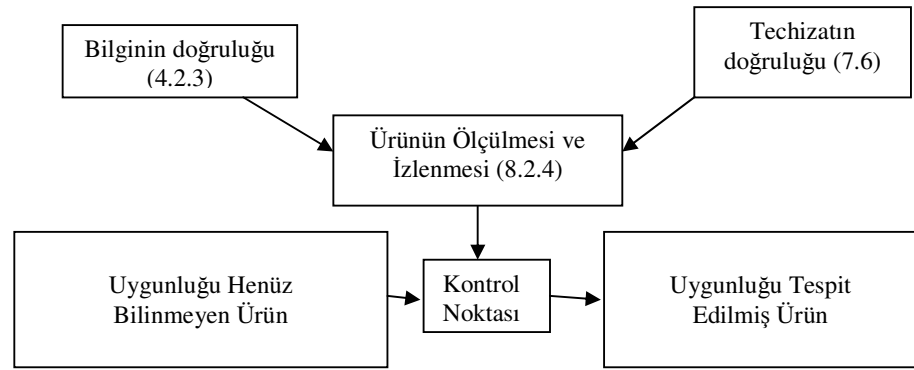 Bilginin doğruluğu
(4.2.3)
Techizatın
doğruluğu (7.6)
Ürünün Ölçülmesi ve
İzlenmesi (8.2.4)
Uygunluğu Henüz
Bilinmeyen Ürün
Kontrol
Noktası
Uygunluğu Tespit
Edilmiş Ürün